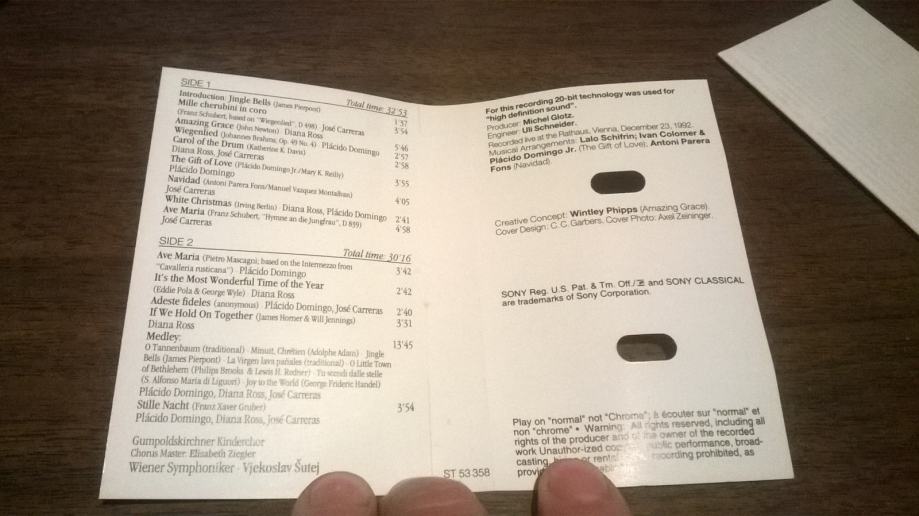 SIDE 1
Total time: 32'53
Introduction: Jingle Bells (James Pierpont) 1'37
Mille cherubini in coro 3'54
(Franz Schubert, based on "Wiegenlied", D 498) José Carreras
Amazing Grace (John Newton) Diana Ross 5'46
Wiegenlied (Johannes Brahms, Op. 49 No. 4) · Plácido Domingo 2'57
Carol of the Drum (Katherine K. Davis) 2'58
Diana Ross, José Carreras
The Gift of Love (Plácido Domingo Jr./Mary K. Reilly) 3'55
Plácido Domingo
Navidad (Antoni Parera Fons/Manuel Vazquez Montalban) 4'05
José Carreras
White Christmas (Irving Berlin) · Diana Ross, Plácido Domingo 2'41
Ave Maria (Franz Schubert, "Hymne an die Jungfrau", D 839) 4'58
José Carreras
SIDE 2
Total time: 30'16
Ave Maria (Pietro Mascagni; based on the Intermezzo from 3'42
"Cavalleria rusticana") · Plácido Domingo
It's the Most Wonderful Time of the Year 2'42
(Eddie Pola & George Wyle) · Diana Ross
Adeste fideles (anonymous) · Plácido Domingo, José Carreras 2'40
If We Hold On Together (James Horner & Will Jennings) 3'31
Diana Ross
Medley: 13'45
O Tannenbaum (traditional) · Minuit, Chrétien (Adolphe Adam) · Jingle
Bells (James Pierpont) · La Virgen lava pañales (traditional) · O Little Town
of Bethlehem (Philips Brooks & Lewis H. Redner) · Tu scendi dalle stelle
(S. Alfonso Maria di Liguori) · Joy to the World (George Frideric Handel)
Plácido Domingo, Diana Ross, José Carreras
Stille Nacht (Franz Xaver Gruber) 3'54
Plácido Domingo, Diana Ross, José Carreras
Gumpoldskirchner Kinderchor
Chorus Master: Elisabeth Ziegler
Wiener Symphoniker · Vjekoslav Šutej
ST 53 358
For this recording 20-bit technology was used for
"high definition sound".
Producer: Michel Glotz.
Engineer: Uli Schneider.
Recorded live at the Rathaus, Vienna, December 23, 1992.
Musical Arrangements: Lalo Schifrin; Ivan Colomer &
Plácido Domingo Jr. (The Gift of Love); Antoni Parera
Fons (Navidad).
Creative Concept: Wintley Phipps (Amazing Grace).
Cover Design: C. C. Garbers. Cover Photo: Axel Zeininger.
SONY Reg. U.S. Pat. & Tm. Off./ and SONY CLASSICAL
are trademarks of Sony Corporation.
Play on "normal" not "Chrome"; à écouter sur "normal" et
non "chrome" • Warning: All rights reserved, including all
rights of the producer and of the owner of the recorded
work Unauthor-ized public performance, broad-
casting, or recording prohibited, as